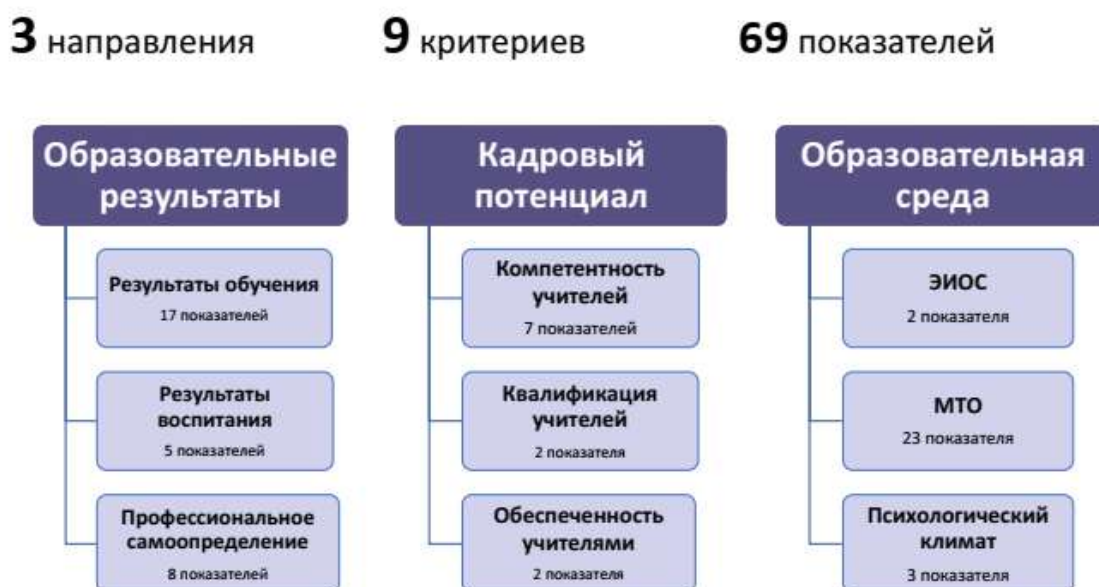 3 направления
9 критериев
69 показателей
Образовательные
результаты
Результаты обучения
17 показателей
Результаты
воспитания
5 показателей
Профессиональное
самоопределение
8 показателей
Кадровый
потенциал
Компетентность
учителей
7 показателей
Квалификация
учителей
2 показателя
Обеспеченность
учителями
2 показателя
Образовательная
среда
ЭИОС
2 показателя
МТО
23 показателя
Психологический
климат
3 показателя